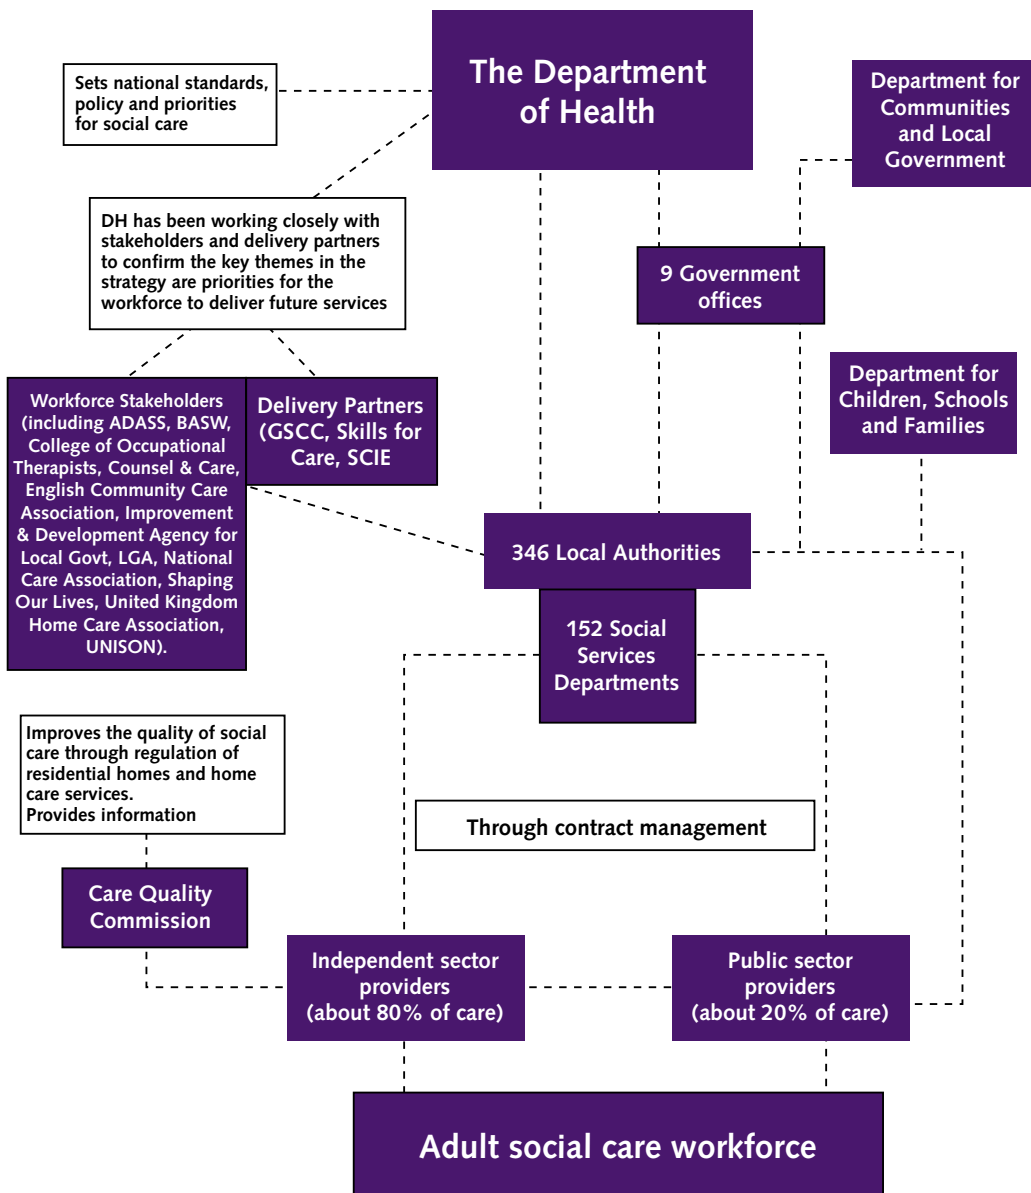 The Department
of Health
Sets national standards,
policy and priorities
for social care
Department for
Communities
and Local
Government
DH has been working closely with
stakeholders and delivery partners
to confirm the key themes in the
strategy are priorities for the
workforce to deliver future services
9 Government
offices
Workforce Stakeholders
(including ADASS, BASW,
College of Occupational
Therapists, Counsel & Care,
English Community Care
Association, Improvement
& Development Agency for
Local Govt, LGA, National
Care Association, Shaping
Our Lives, United Kingdom
Home Care Association,
UNISON).
Delivery Partners
(GSCC, Skills for
Care, SCIE
Department for
Children, Schools
and Families
346 Local Authorities
152 Social
Services
Departments
Improves the quality of social
care through regulation of
residential homes and home
care services.
Provides information
Through contract management
Care Quality
Commission
Independent sector
providers
(about 80% of care)
Public sector
providers
(about 20% of care)
Adult social care workforce